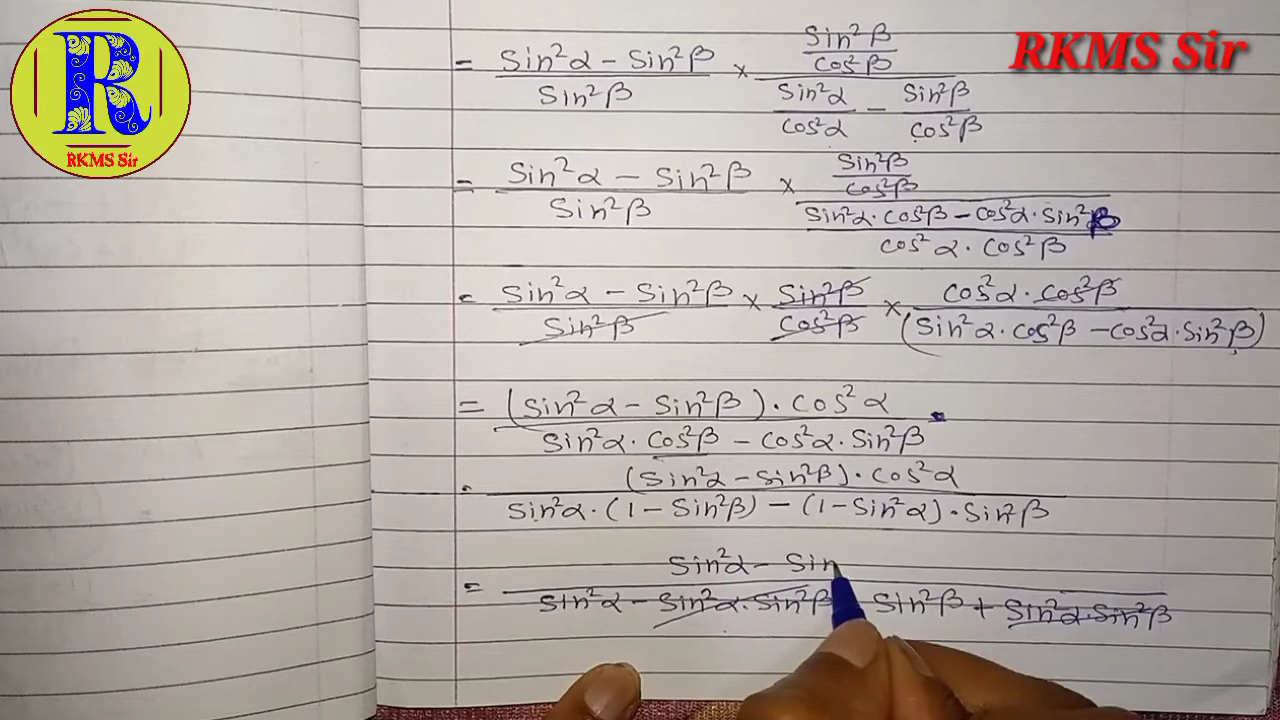 R
RKMS Sir
RKMS Sir
= Sin²α - Sin²β / Sin²β × (Sin²β / Cos²β) / (Sin²α / Cos²α - Sin²β / Cos²β)
= Sin²α - Sin²β / Sin²β × (Sin²β / Cos²β) / (Sin²α · Cos²β - Cos²α · Sin²β / Cos²α · Cos²β)
= Sin²α - Sin²β / Sin²β × Sin²β / Cos²β × Cos²α · Cos²β / (Sin²α · Cos²β - Cos²α · Sin²β)
= (Sin²α - Sin²β) · Cos²α / Sin²α · Cos²β - Cos²α · Sin²β
(Sin²α - Sin²β) · Cos²α / Sin²α · (1 - Sin²β) - (1 - Sin²α) · Sin²β
= Sin²α - Sin / Sin²α - Sin²α · Sin²β Sin²β + Sin²α · Sin²β